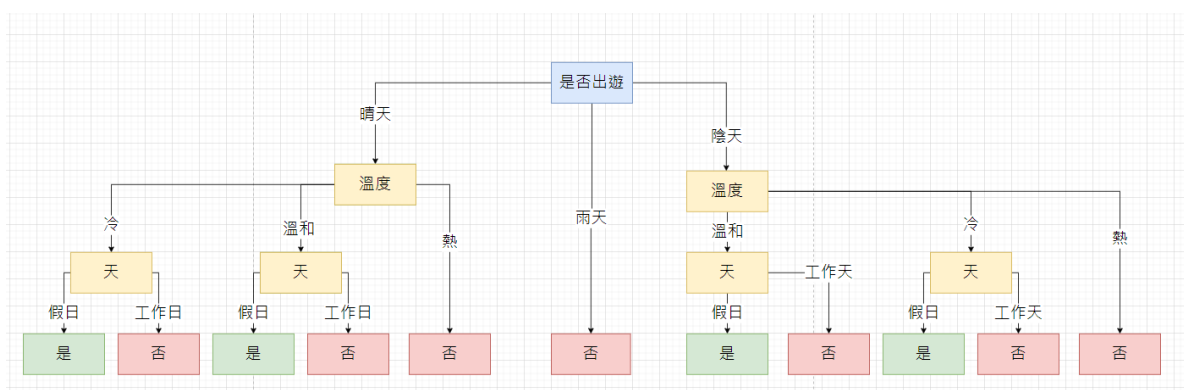 是否出遊
晴天
陰天
溫度
溫度
雨天
冷
溫和
熱
溫和
冷
熱
天
天
天
工作天
天
假日
工作日
假日
工作日
假日
假日
工作天
是
否
是
否
否
否
是
否
是
否
否